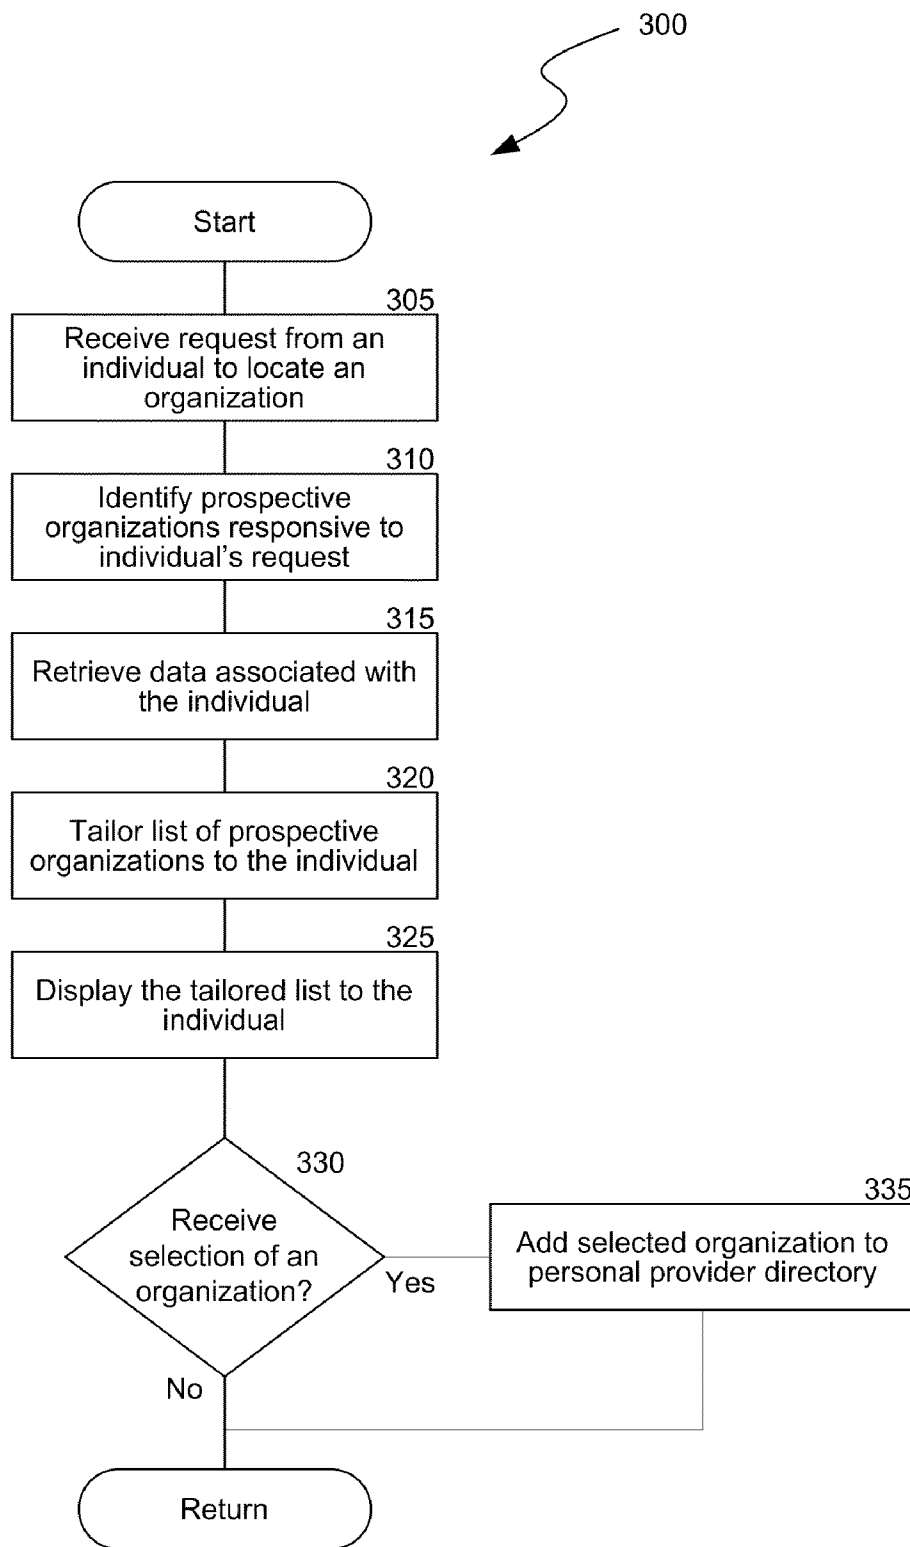 300
Start
305
Receive request from an
individual to locate an
organization
310
Identify prospective
organizations responsive to
individual's request
315
Retrieve data associated with
the individual
320
Tailor list of prospective
organizations to the individual
325
Display the tailored list to the
individual
330
Receive
selection of an
organization?
Yes
335
Add selected organization to
personal provider directory
No
Return